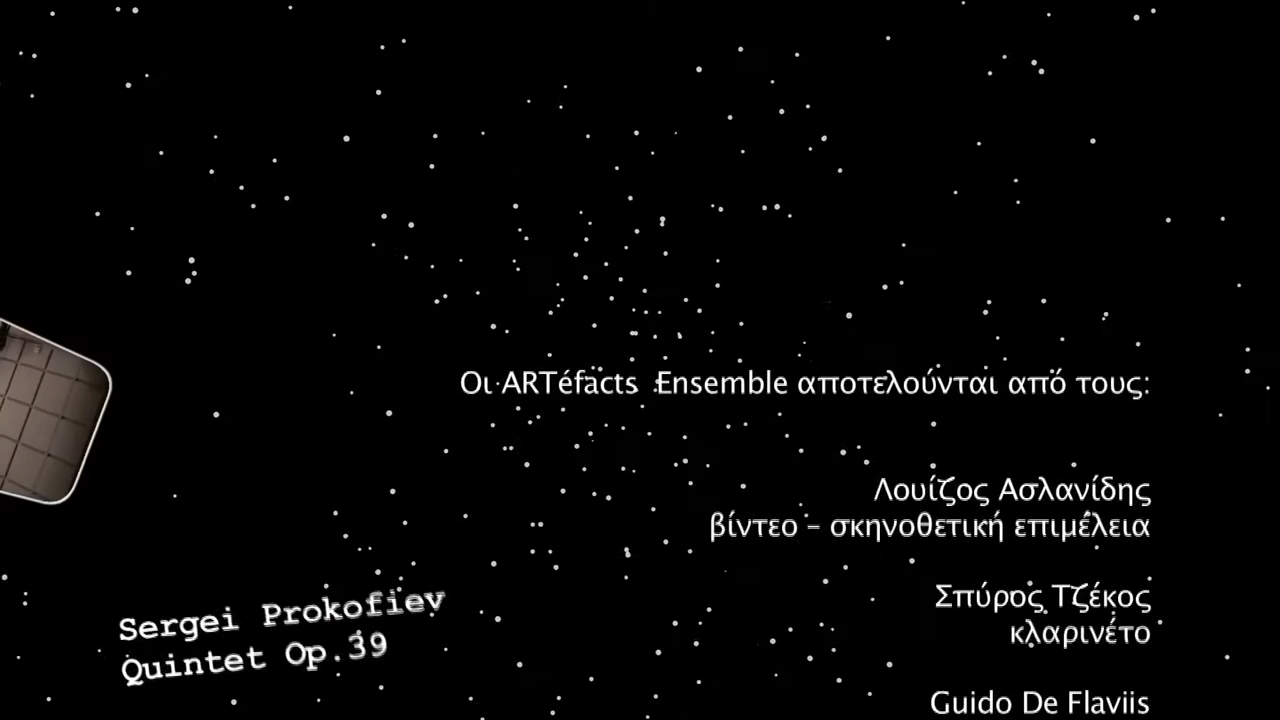 Οι ARTéfacts Ensemble αποτελούνται από τους:
Λουίζος Ασλανίδης
βίντεο – σκηνοθετική επιμέλεια
Σπύρος Τζέκος
κλαρινέτο
Guido De Flaviis
Sergei Prokofiev
Quintet Op.39